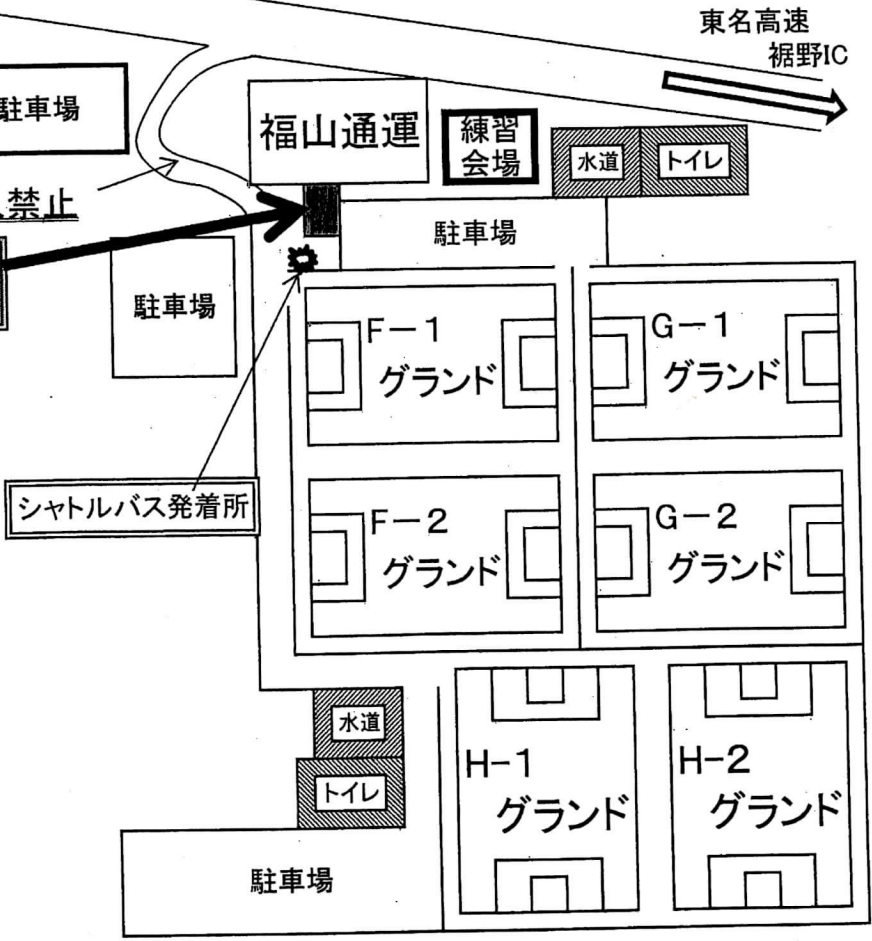 東名高速
裾野IC
駐車場
福山通運
練習
会場
水道
トイレ
禁止
駐車場
駐車場
F－1
グランド
G－1
グランド
シャトルバス発着所
F－2
グランド
G－2
グランド
水道
トイレ
H-1
グランド
H-2
グランド
駐車場